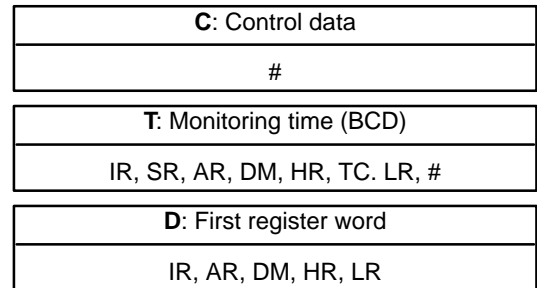 C: Control data
#
T: Monitoring time (BCD)
IR, SR, AR, DM, HR, TC. LR, #
D: First register word
IR, AR, DM, HR, LR